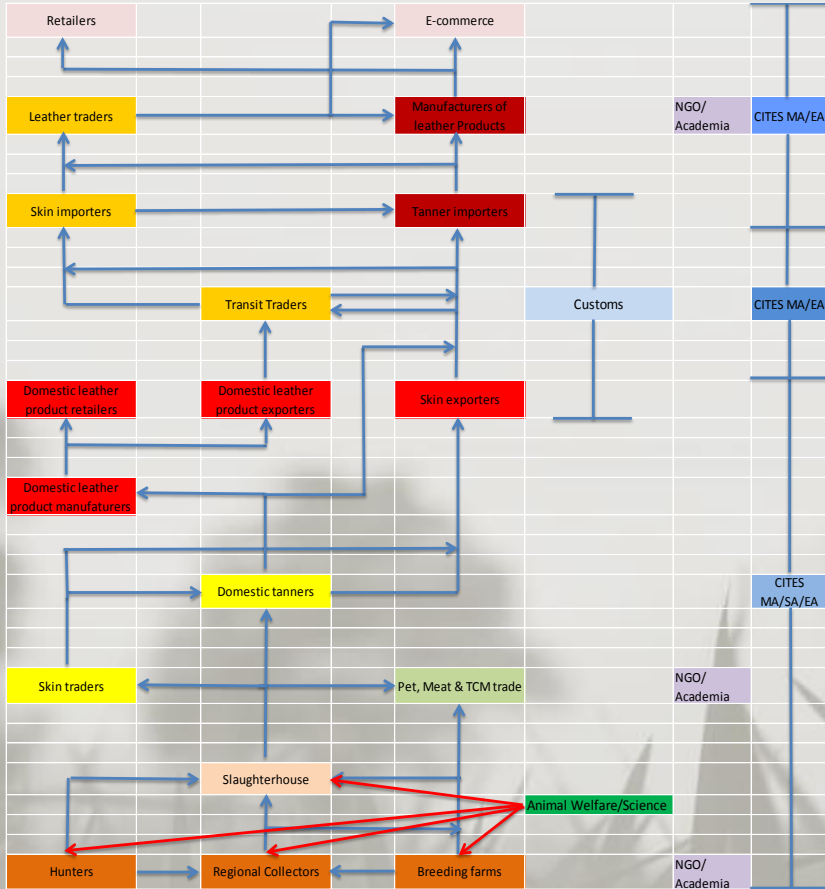 Retailers
E-commerce
Leather traders
Manufacturers of
leather Products
NGO/
Academia
CITES MA/EA
Skin importers
Tanner importers
Transit Traders
Customs
CITES MA/EA
Domestic leather
product retailers
Domestic leather
product exporters
Skin exporters
Domestic leather
product manufaturers
Domestic tanners
CITES
MA/SA/EA
Skin traders
Pet, Meat & TCM trade
NGO/
Academia
Slaughterhouse
Animal Welfare/Science
Hunters
Regional Collectors
Breeding farms
NGO/
Academia